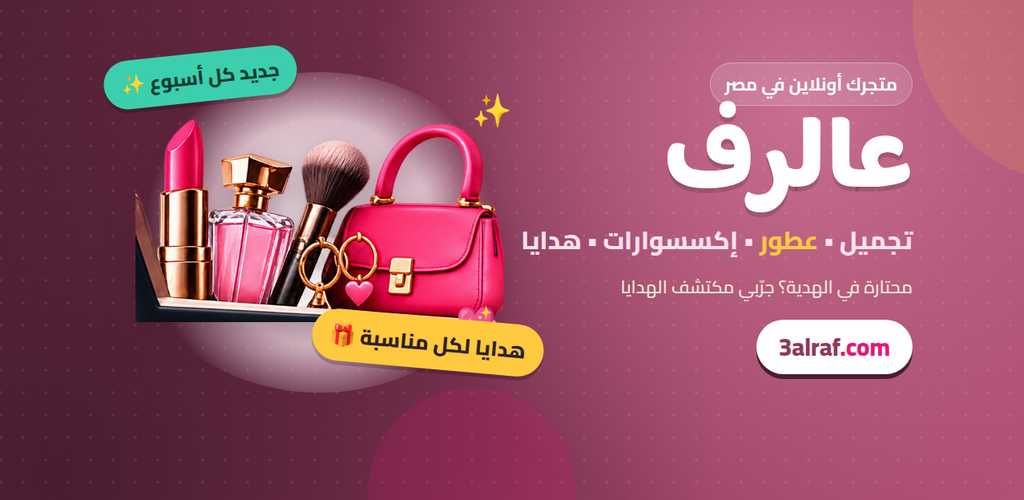 متجرك أونلاين في مصر
عالرف
تجميل • عطور • إكسسوارات • هدايا
محتارة في الهدية؟ جرّبي مكتشف الهدايا
3alraf.com
جديد كل أسبوع ✨
هدايا لكل مناسبة 🎁